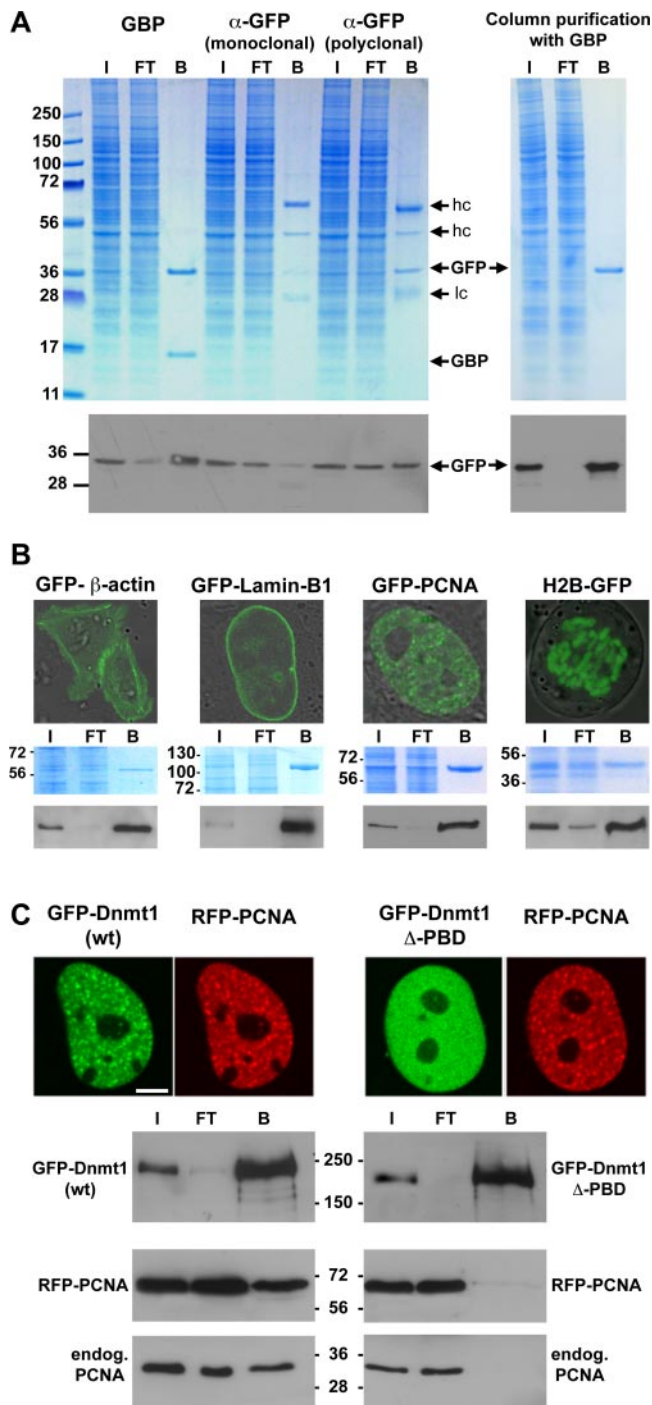 A
GBP
α-GFP (monoclonal)
α-GFP (polyclonal)
Column purification with GBP
I FT B I FT B I FT B I FT B
250
150
100
72
56
36
28
17
11
hc
hc
GFP
lc
GBP
36
28
GFP
B
GFP- β-actin GFP-Lamin-B1 GFP-PCNA H2B-GFP
I FT B I FT B I FT B I FT B
72
56
130
100
72
72
56
56
36
C
GFP-Dnmt1 (wt)
RFP-PCNA
GFP-Dnmt1 Δ-PBD
RFP-PCNA
I FT B I FT B
GFP-Dnmt1 (wt)
250
150
GFP-Dnmt1 Δ-PBD
RFP-PCNA
72
56
RFP-PCNA
endog. PCNA
36
28
endog. PCNA